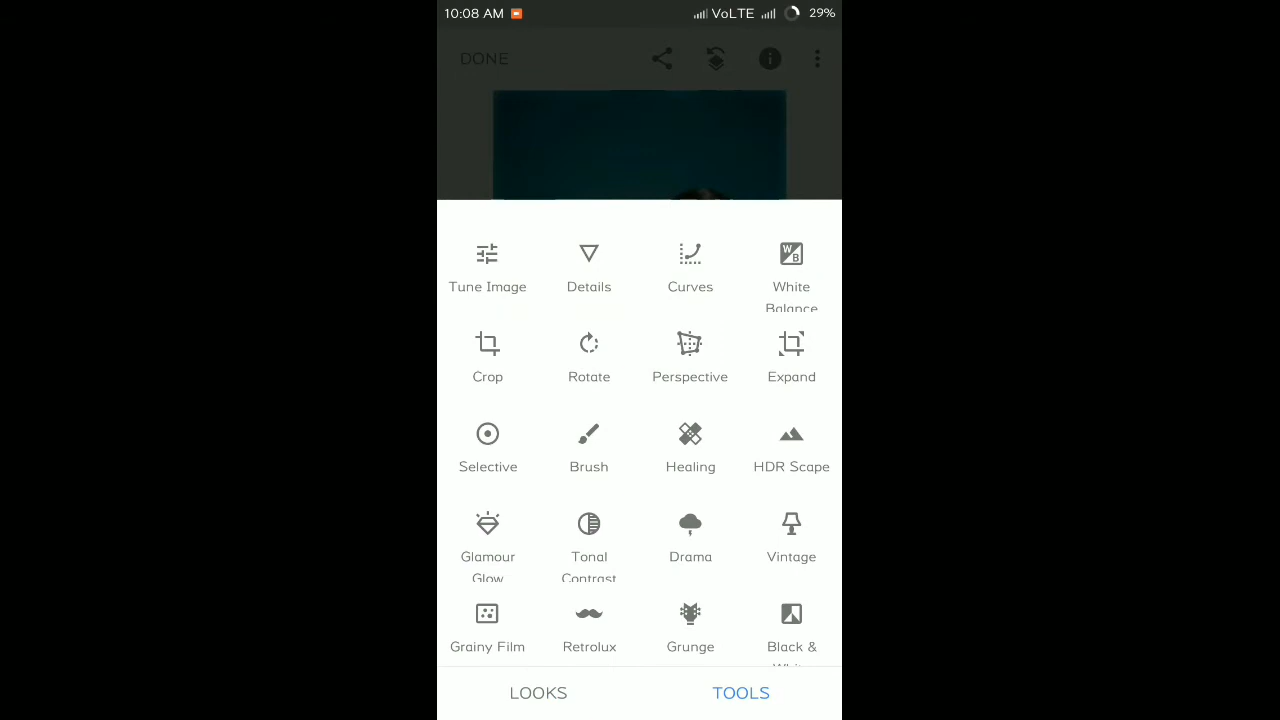 10:08 AM VoLTE 29%
DONE
Tune Image Details Curves White
Balance
Crop Rotate Perspective Expand
Selective Brush Healing HDR Scape
Glamour Tonal Drama Vintage
Glow Contrast
Grainy Film Retrolux Grunge Black &
White
LOOKS TOOLS